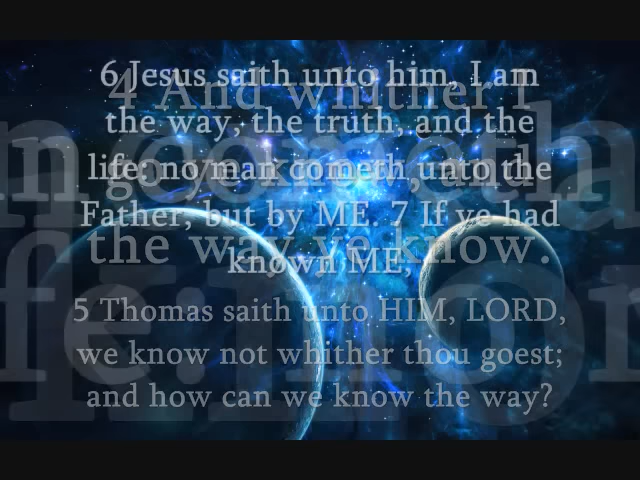 6 Jesus saith unto him, I am
4 And whither I
the way, the truth, and the
life: no man cometh unto the
Father, but by ME. 7 If ye had
the way ye know.
known ME,
5 Thomas saith unto HIM, LORD,
we know not whither thou goest;
and how can we know the way?